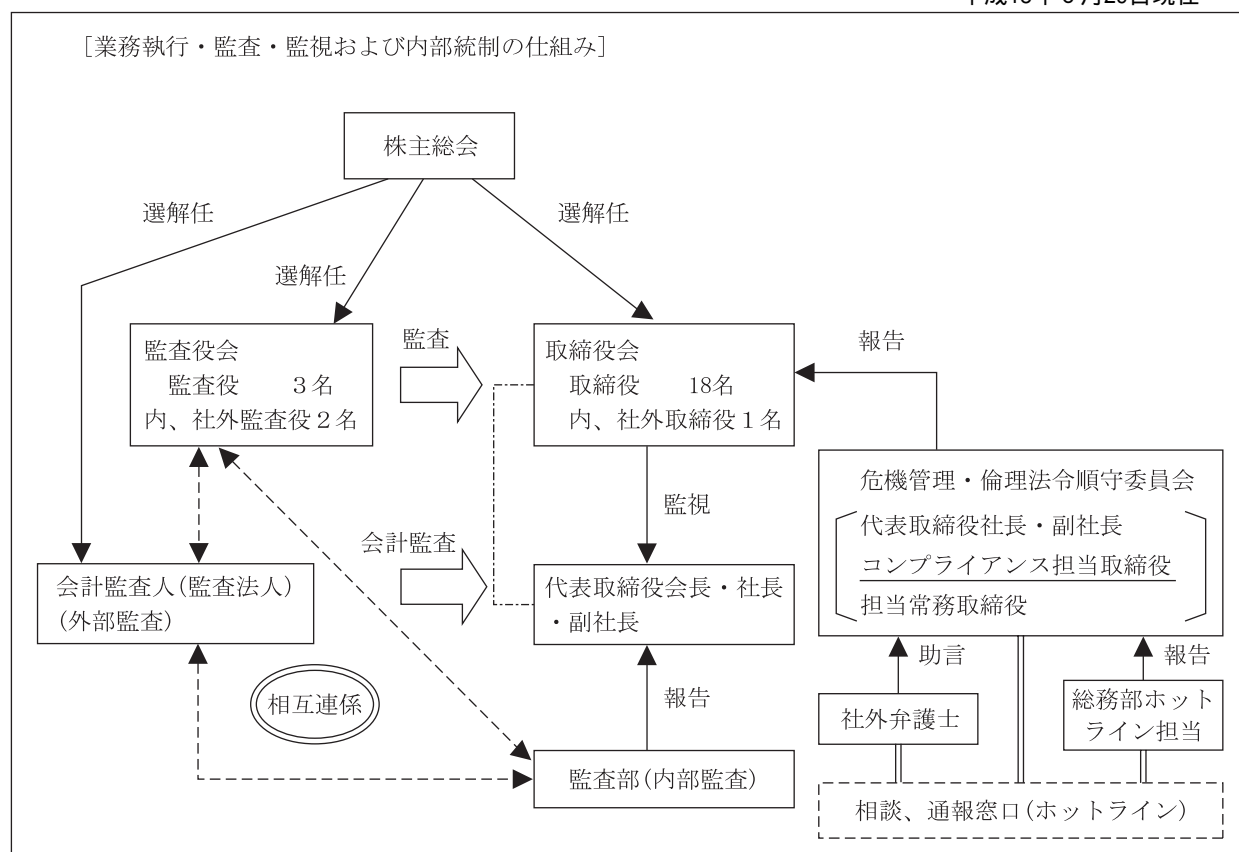 [業務執行・監査・監視および内部統制の仕組み]
株主総会
選解任
選解任
選解任
監査役会
監査役 3名
内、社外監査役2名
監査
取締役会
取締役 18名
内、社外取締役1名
報告
監視
危機管理・倫理法令順守委員会
代表取締役社長・副社長
コンプライアンス担当取締役
担当常務取締役
会計監査
会計監査人(監査法人)
(外部監査)
代表取締役会長・社長
・副社長
助言
報告
相互連係
報告
社外弁護士
総務部ホット
ライン担当
監査部(内部監査)
相談、通報窓口(ホットライン)